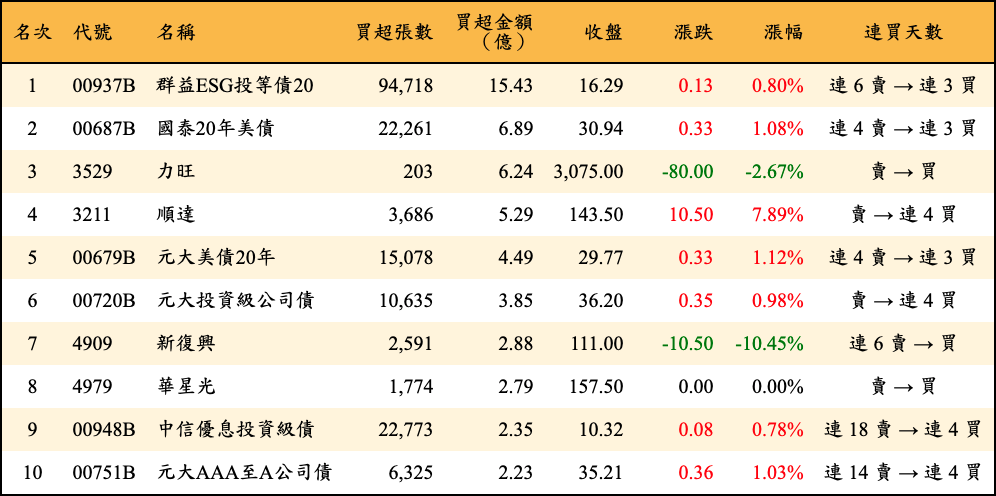 名次 代號 名稱 買超張數 買超金額（億） 收盤 漲跌 漲幅 連買天數
1 00937B 群益ESG投等債20 94,718 15.43 16.29 0.13 0.80% 連 6 賣 → 連 3 買
2 00687B 國泰20年美債 22,261 6.89 30.94 0.33 1.08% 連 4 賣 → 連 3 買
3 3529 力旺 203 6.24 3,075.00 -80.00 -2.67% 賣 → 買
4 3211 順達 3,686 5.29 143.50 10.50 7.89% 賣 → 連 4 買
5 00679B 元大美債20年 15,078 4.49 29.77 0.33 1.12% 連 4 賣 → 連 3 買
6 00720B 元大投資級公司債 10,635 3.85 36.20 0.35 0.98% 賣 → 連 4 買
7 4909 新復興 2,591 2.88 111.00 -10.50 -10.45% 連 6 賣 → 買
8 4979 華星光 1,774 2.79 157.50 0.00 0.00% 賣 → 買
9 00948B 中信優息投資級債 22,773 2.35 10.32 0.08 0.78% 連 18 賣 → 連 4 買
10 00751B 元大AAA至A公司債 6,325 2.23 35.21 0.36 1.03% 連 14 賣 → 連 4 買